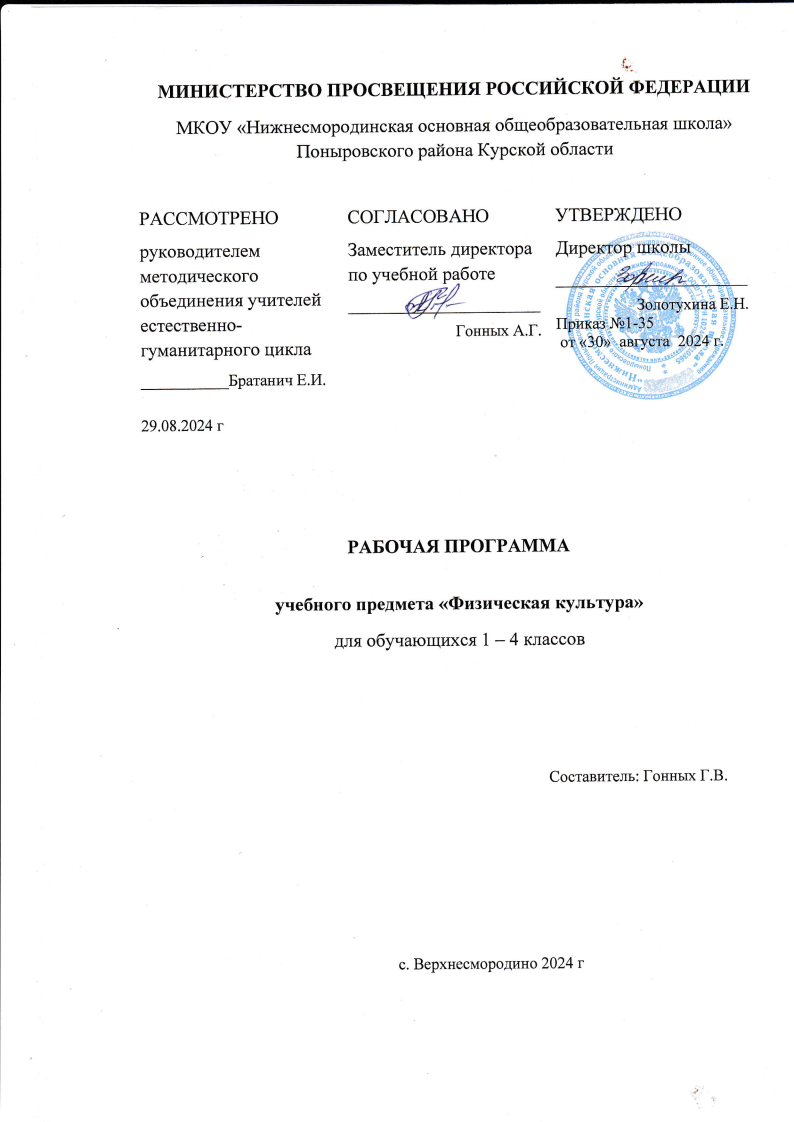 МИНИСТЕРСТВО ПРОСВЕЩЕНИЯ РОССИЙСКОЙ ФЕДЕРАЦИИ
МКОУ «Нижнесмородинская основная общеобразовательная школа»
Поныровского района Курской области
РАССМОТРЕНО
руководителем
методического
объединения учителей
естественно-
гуманитарного цикла
____________Братанич Е.И.
29.08.2024 г
СОГЛАСОВАНО
Заместитель директора
по учебной работе
Гонных А.Г.
УТВЕРЖДЕНО
Директор школы
Золотухина Е.Н.
Приказ №1-35
от «30» августа 2024 г.
РАБОЧАЯ ПРОГРАММА
учебного предмета «Физическая культура»
для обучающихся 1 – 4 классов
Составитель: Гонных Г.В.
с. Верхнесмородино 2024 г